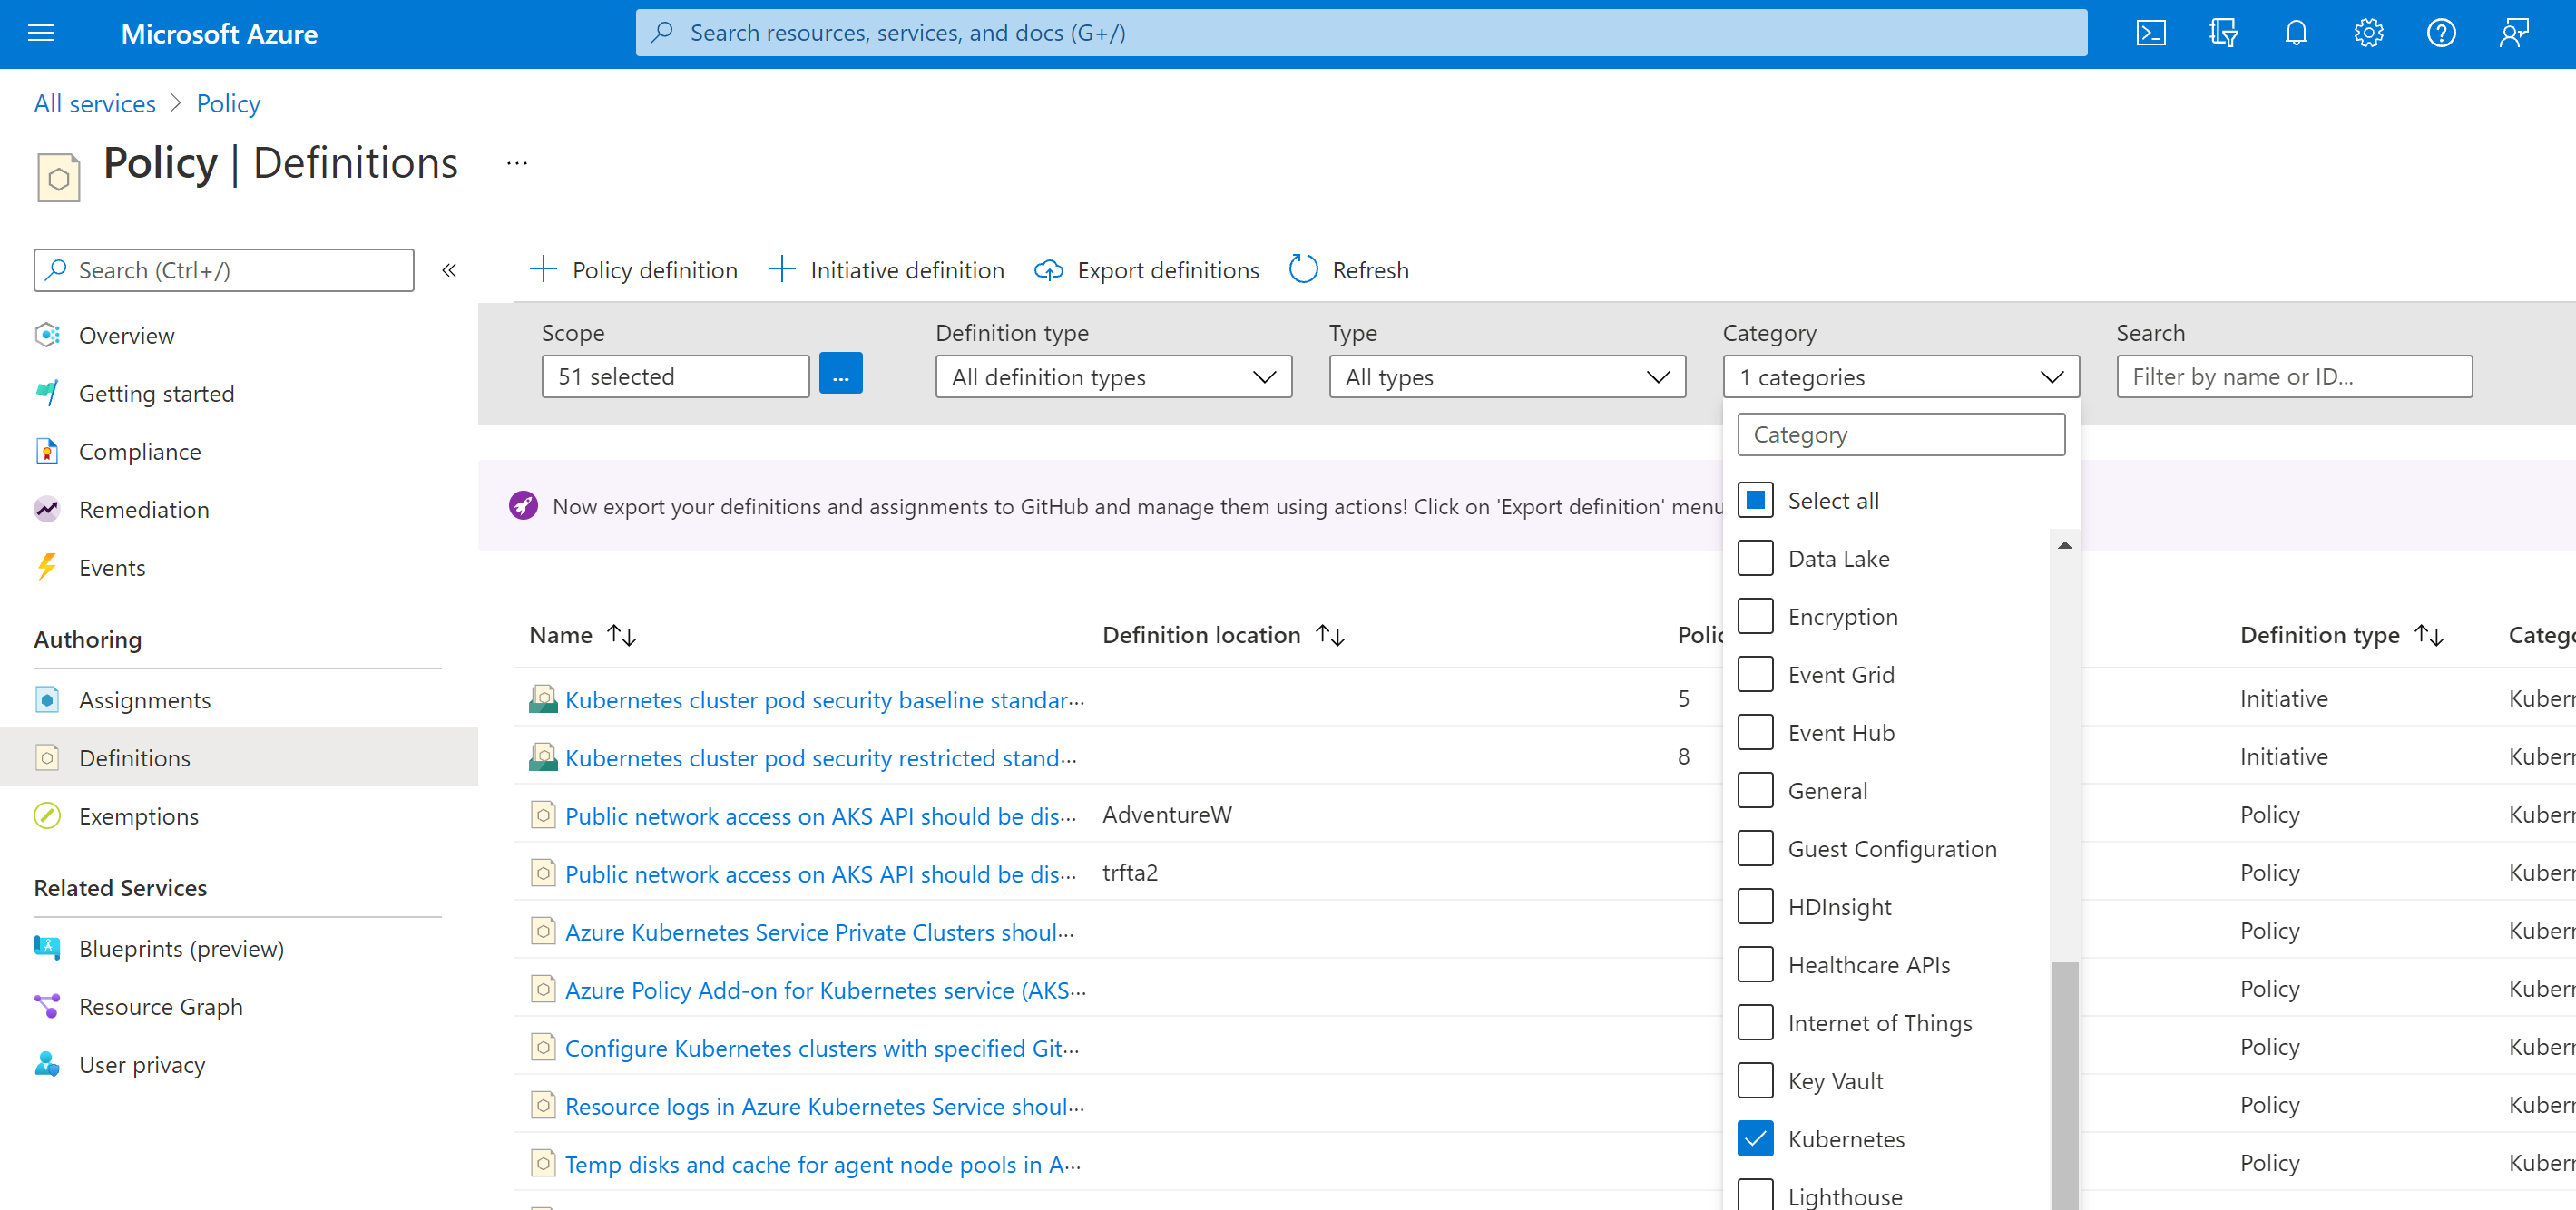 Microsoft Azure
Search resources, services, and docs (G+/)
All services > Policy
Policy | Definitions ...
Search (Ctrl+/)
Overview
Getting started
Compliance
Remediation
Events
Authoring
Assignments
Definitions
Exemptions
Related Services
Blueprints (preview)
Resource Graph
User privacy
Policy definition
Initiative definition
Export definitions
Refresh
Scope
51 selected
...
Definition type
All definition types
Type
All types
Category
1 categories
Search
Filter by name or ID...
Category
Select all
Data Lake
Encryption
Event Grid
Event Hub
General
Guest Configuration
HDInsight
Healthcare APIs
Internet of Things
Key Vault
Kubernetes
Lighthouse
Now export your definitions and assignments to GitHub and manage them using actions! Click on 'Export definition' menu
Name Definition location Polic Definition type Catego
Kubernetes cluster pod security baseline standar... 5 Initiative Kuber
Kubernetes cluster pod security restricted stand... 8 Initiative Kuber
Public network access on AKS API should be dis... AdventureW Policy Kuber
Public network access on AKS API should be dis... trfta2 Policy Kuber
Azure Kubernetes Service Private Clusters shoul... Policy Kuber
Azure Policy Add-on for Kubernetes service (AKS... Policy Kuber
Configure Kubernetes clusters with specified Git... Policy Kuber
Resource logs in Azure Kubernetes Service shoul... Policy Kuber
Temp disks and cache for agent node pools in A... Policy Kuber